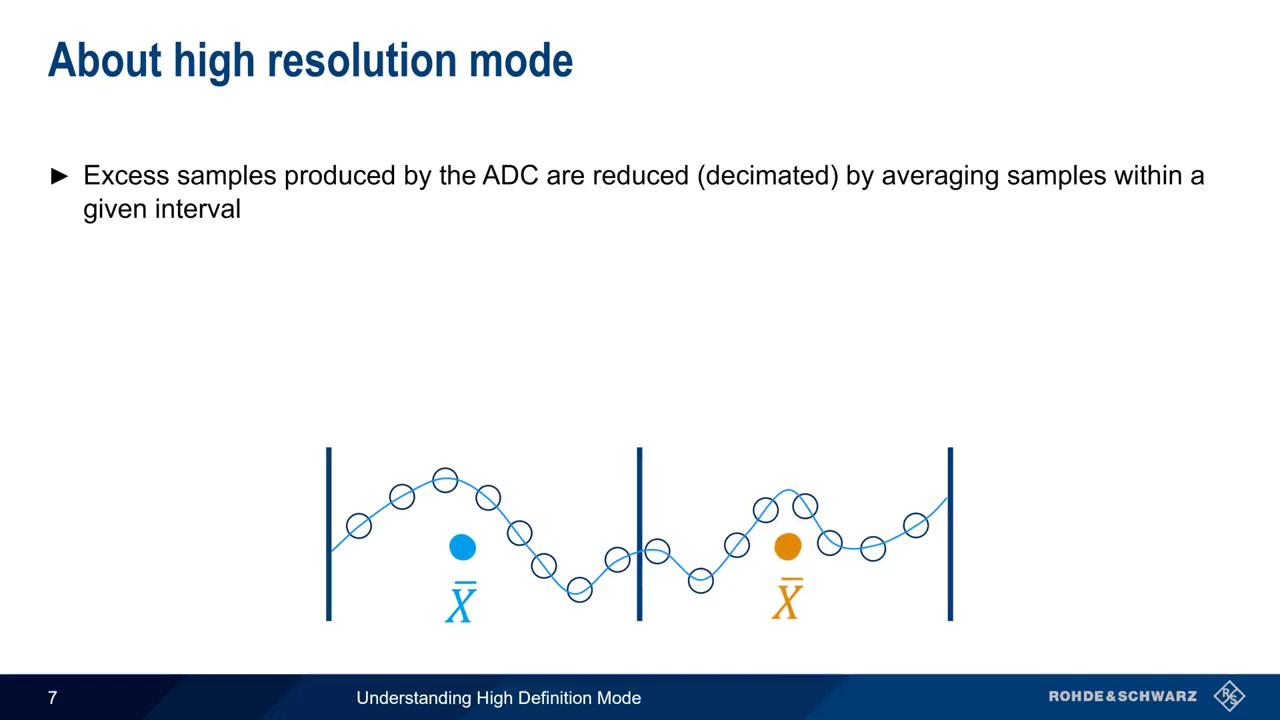 About high resolution mode
► Excess samples produced by the ADC are reduced (decimated) by averaging samples within a
given interval
X̅ X̅
7 Understanding High Definition Mode ROHDE&SCHWARZ R&S